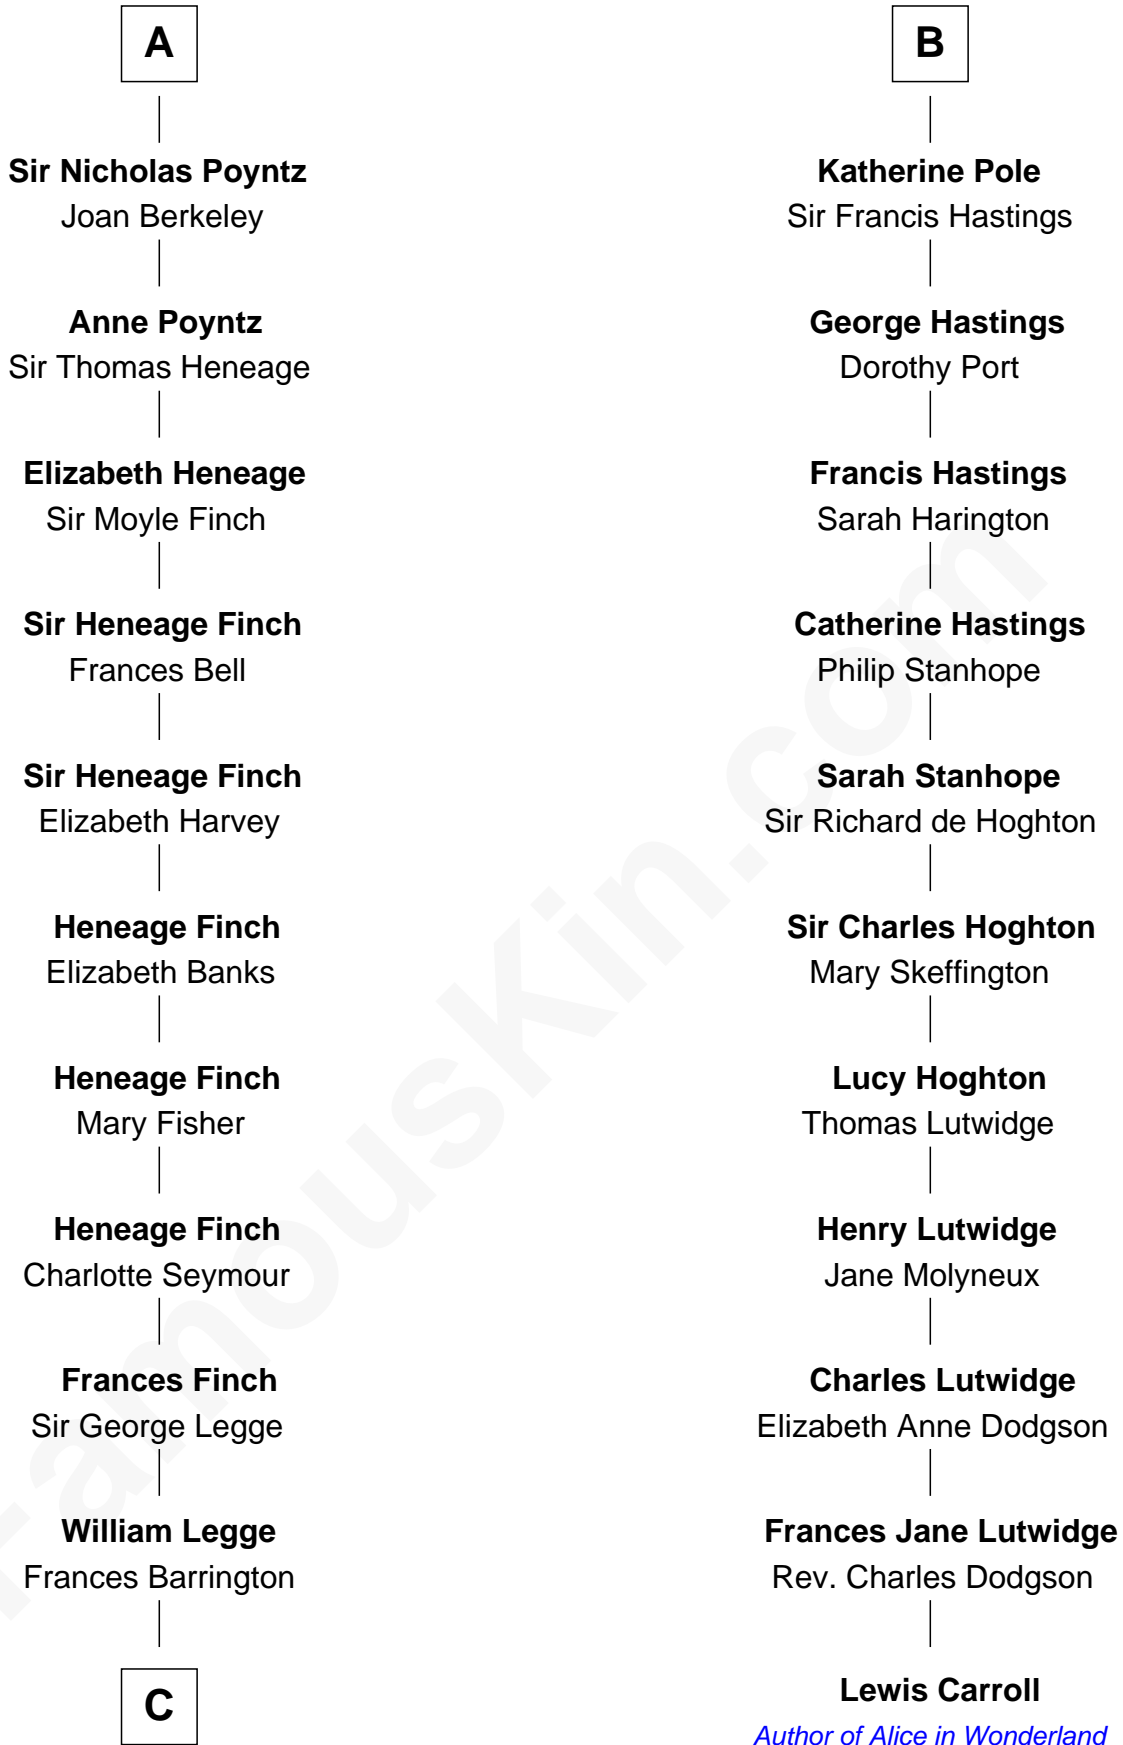 A
Sir Nicholas Poyntz
Joan Berkeley
Anne Poyntz
Sir Thomas Heneage
Elizabeth Heneage
Sir Moyle Finch
Sir Heneage Finch
Frances Bell
Sir Heneage Finch
Elizabeth Harvey
Heneage Finch
Elizabeth Banks
Heneage Finch
Mary Fisher
Heneage Finch
Charlotte Seymour
Frances Finch
Sir George Legge
William Legge
Frances Barrington
C
B
Katherine Pole
Sir Francis Hastings
George Hastings
Dorothy Port
Francis Hastings
Sarah Harington
Catherine Hastings
Philip Stanhope
Sarah Stanhope
Sir Richard de Hoghton
Sir Charles Hoghton
Mary Skeffington
Lucy Hoghton
Thomas Lutwidge
Henry Lutwidge
Jane Molyneux
Charles Lutwidge
Elizabeth Anne Dodgson
Frances Jane Lutwidge
Rev. Charles Dodgson
Lewis Carroll
Author of Alice in Wonderland
FamousKin.com